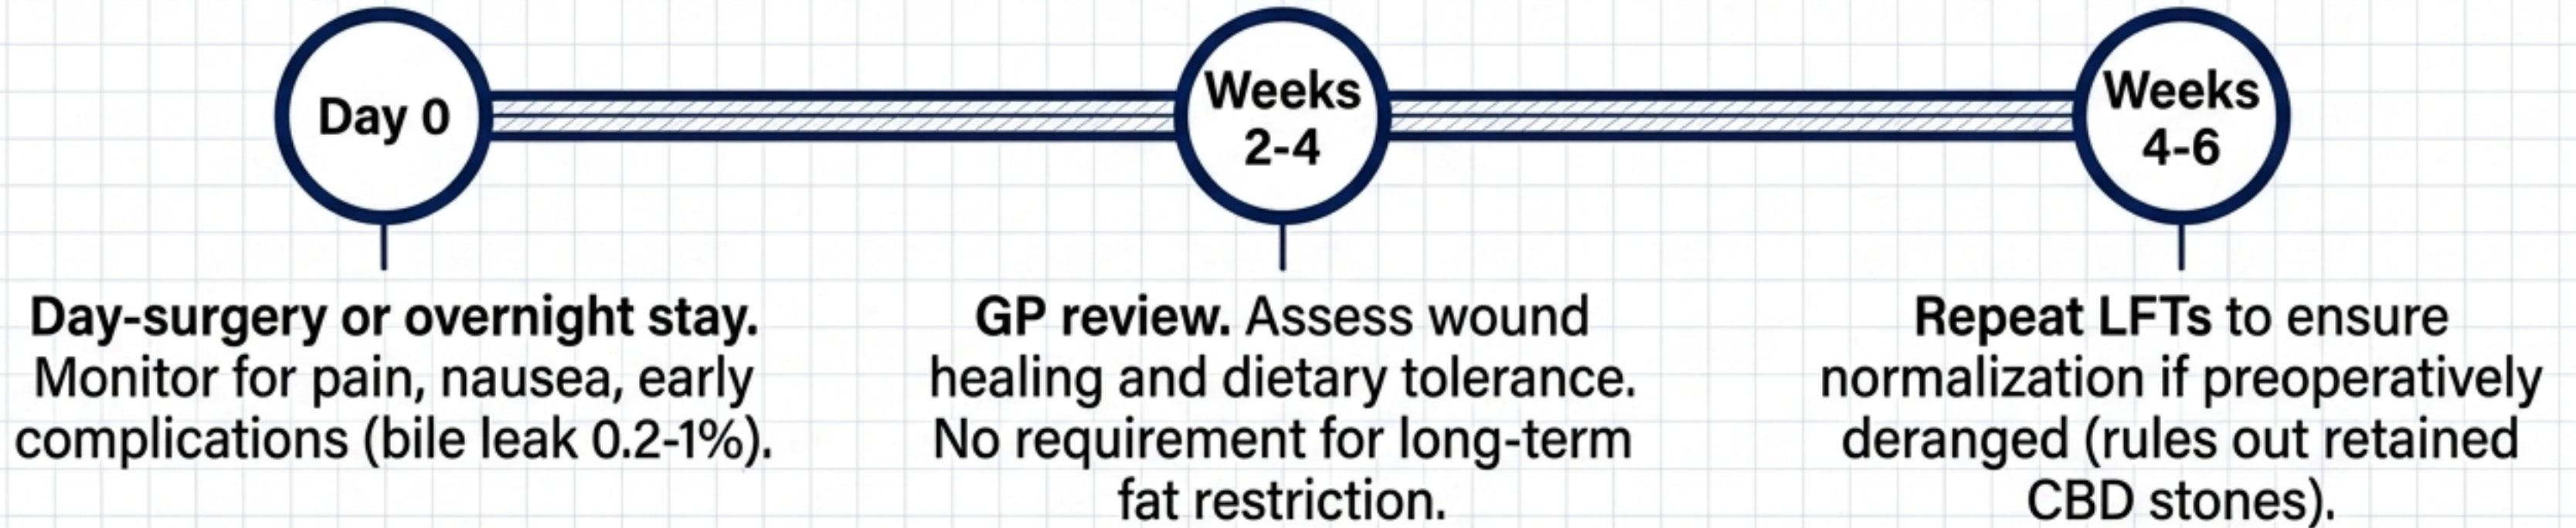 Day 0
Weeks
2-4
Weeks
4-6
Day-surgery or overnight stay.
Monitor for pain, nausea, early
complications (bile leak 0.2-1%).
GP review. Assess wound
healing and dietary tolerance.
No requirement for long-term
fat restriction.
Repeat LFTs to ensure
normalization if preoperatively
deranged (rules out retained
CBD stones).